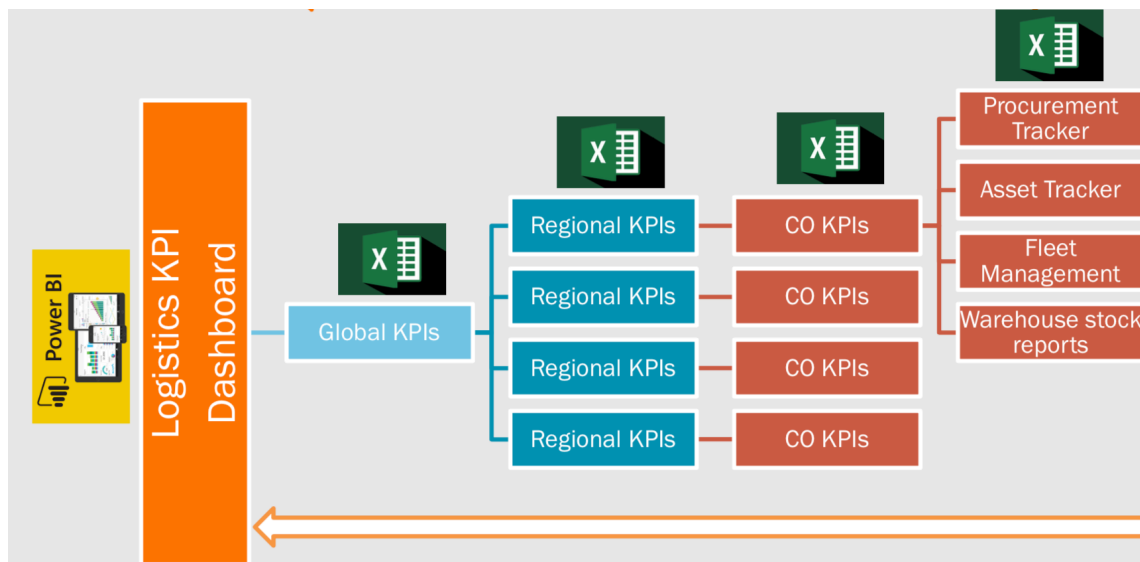 Power BI
Logistics KPI
Dashboard
Global KPIs
Regional KPIs
Regional KPIs
Regional KPIs
Regional KPIs
CO KPIs
CO KPIs
CO KPIs
CO KPIs
Procurement
Tracker
Asset Tracker
Fleet
Management
Warehouse stock
reports
X
X
X
X